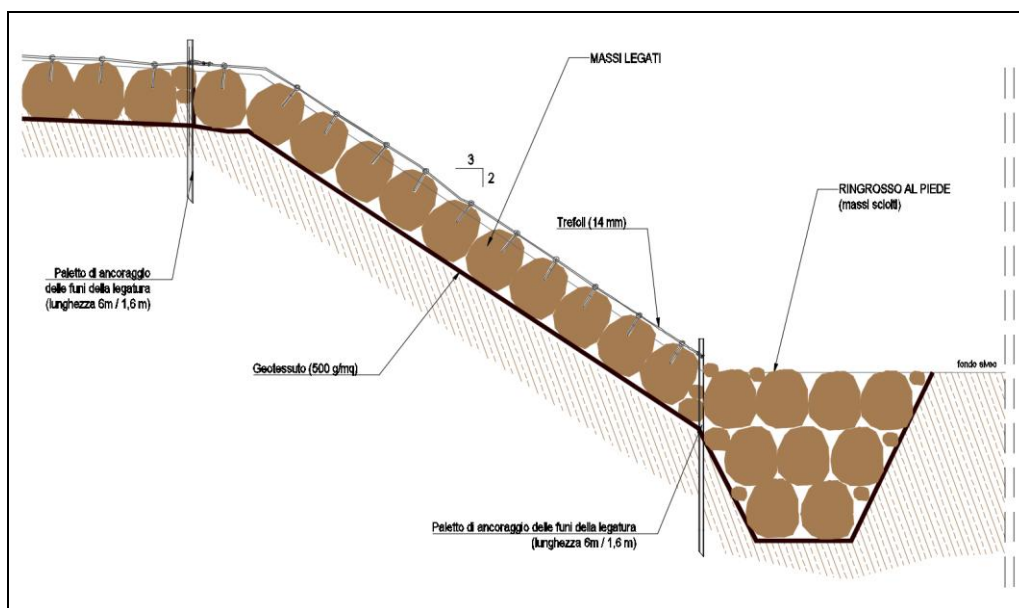 MASSI LEGATI
3
2
RINGROSSO AL PIEDE
(massi sciolti)
Trefoli (14 mm)
Paletto di ancoraggio
delle funi della legatura
(lunghezza 6m / 1,6 m)
Geotessuto (500 g/mq)
fondo alveo
Paletto di ancoraggio delle funi della legatura
(lunghezza 6m / 1,6 m)